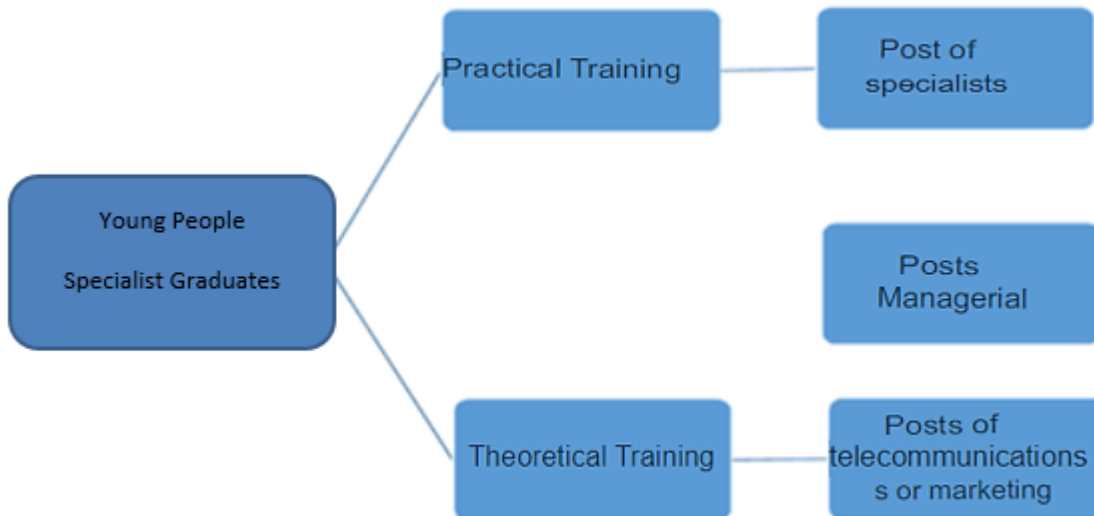 Practical Training
Post of
specialists
Young People
Specialist Graduates
Posts
Managerial
Theoretical Training
Posts of
telecommunications
s or marketing